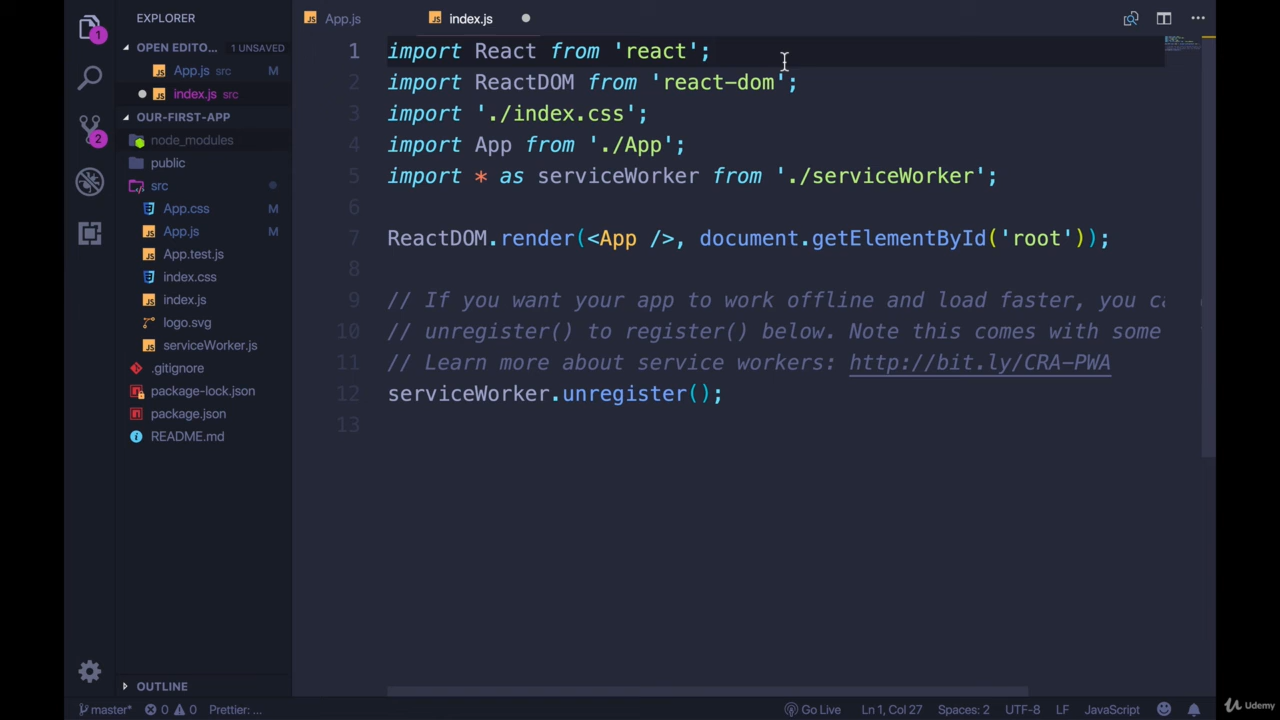 EXPLORER
App.js
index.js
OPEN EDITO... 1 UNSAVED
App.js src M
index.js src
OUR-FIRST-APP
node_modules
public
src
App.css M
App.js M
App.test.js
index.css
index.js
logo.svg
serviceWorker.js
.gitignore
package-lock.json
package.json
README.md
OUTLINE
1
2
1 import React from 'react';
2 import ReactDOM from 'react-dom';
3 import './index.css';
4 import App from './App';
5 import * as serviceWorker from './serviceWorker';
6
7 ReactDOM.render(<App />, document.getElementById('root'));
8
9 // If you want your app to work offline and load faster, you ca
10 // unregister() to register() below. Note this comes with some
11 // Learn more about service workers: http://bit.ly/CRA-PWA
12 serviceWorker.unregister();
13
master* 0 0 Prettier: ... Go Live Ln 1, Col 27 Spaces: 2 UTF-8 LF JavaScript
Udemy